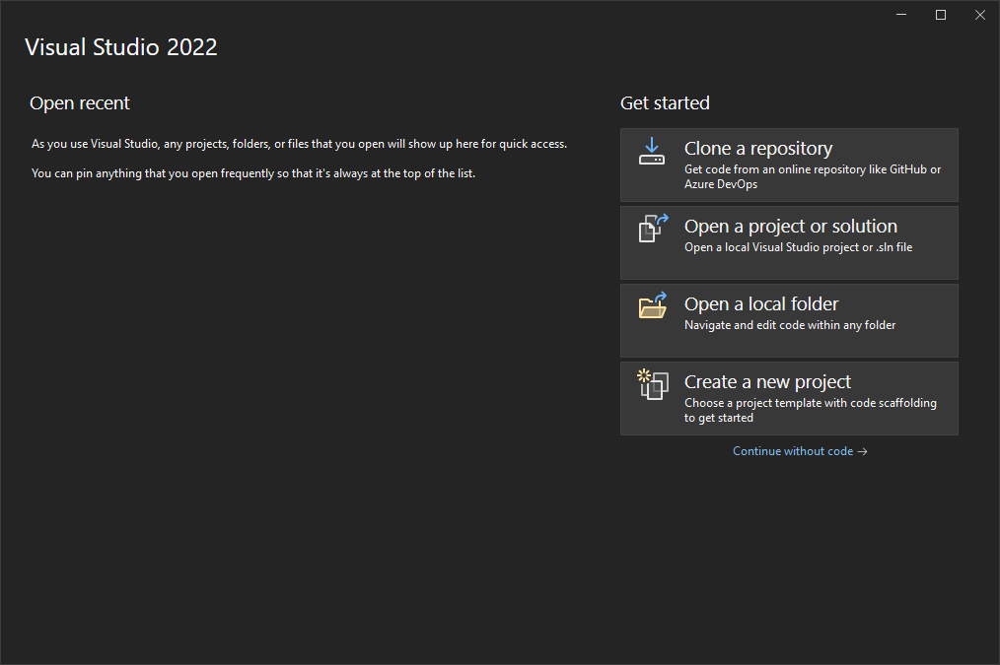 Visual Studio 2022
Open recent
As you use Visual Studio, any projects, folders, or files that you open will show up here for quick access.
You can pin anything that you open frequently so that it's always at the top of the list.
Get started
Clone a repository
Get code from an online repository like GitHub or
Azure DevOps
Open a project or solution
Open a local Visual Studio project or .sln file
Open a local folder
Navigate and edit code within any folder
Create a new project
Choose a project template with code scaffolding
to get started
Continue without code →